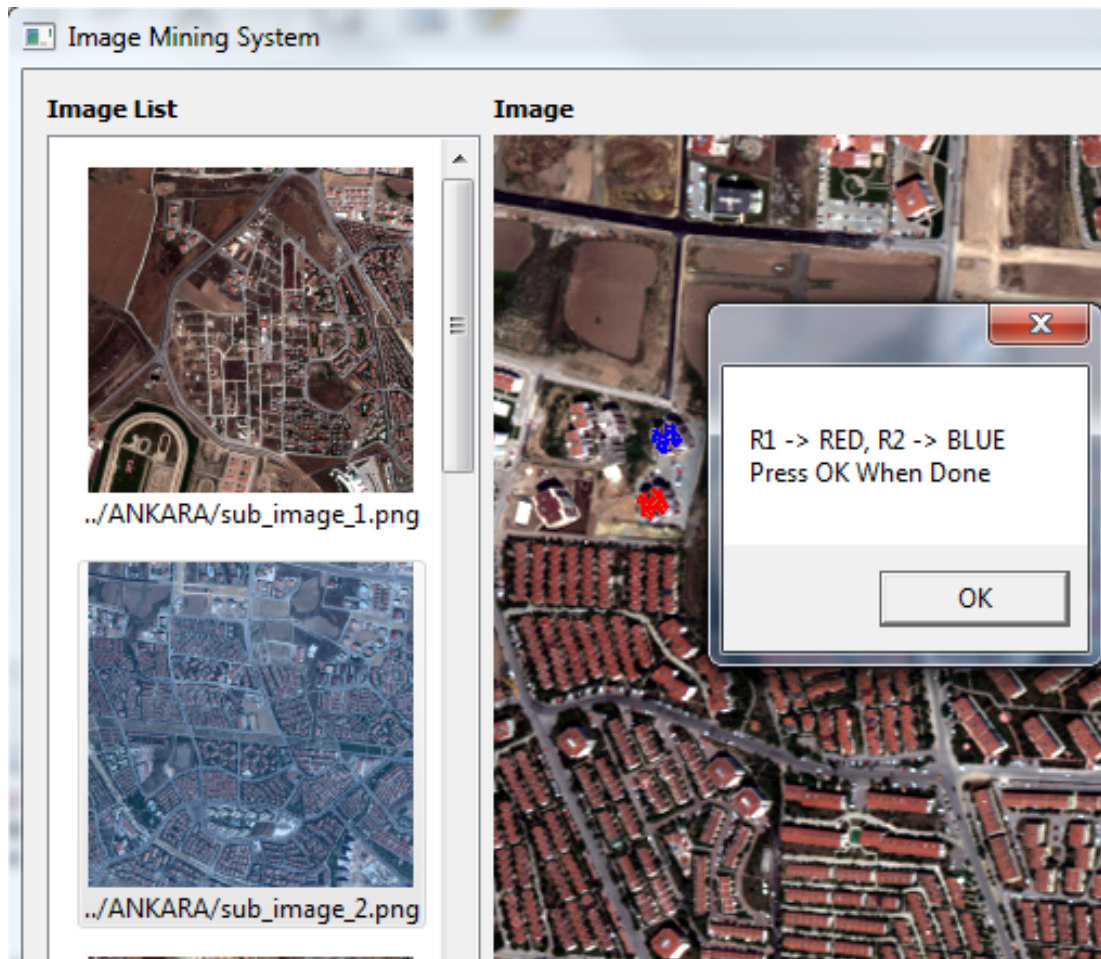 Image Mining System
Image List
Image
../ANKARA/sub_image_1.png
../ANKARA/sub_image_2.png
R1 -> RED, R2 -> BLUE
Press OK When Done
OK